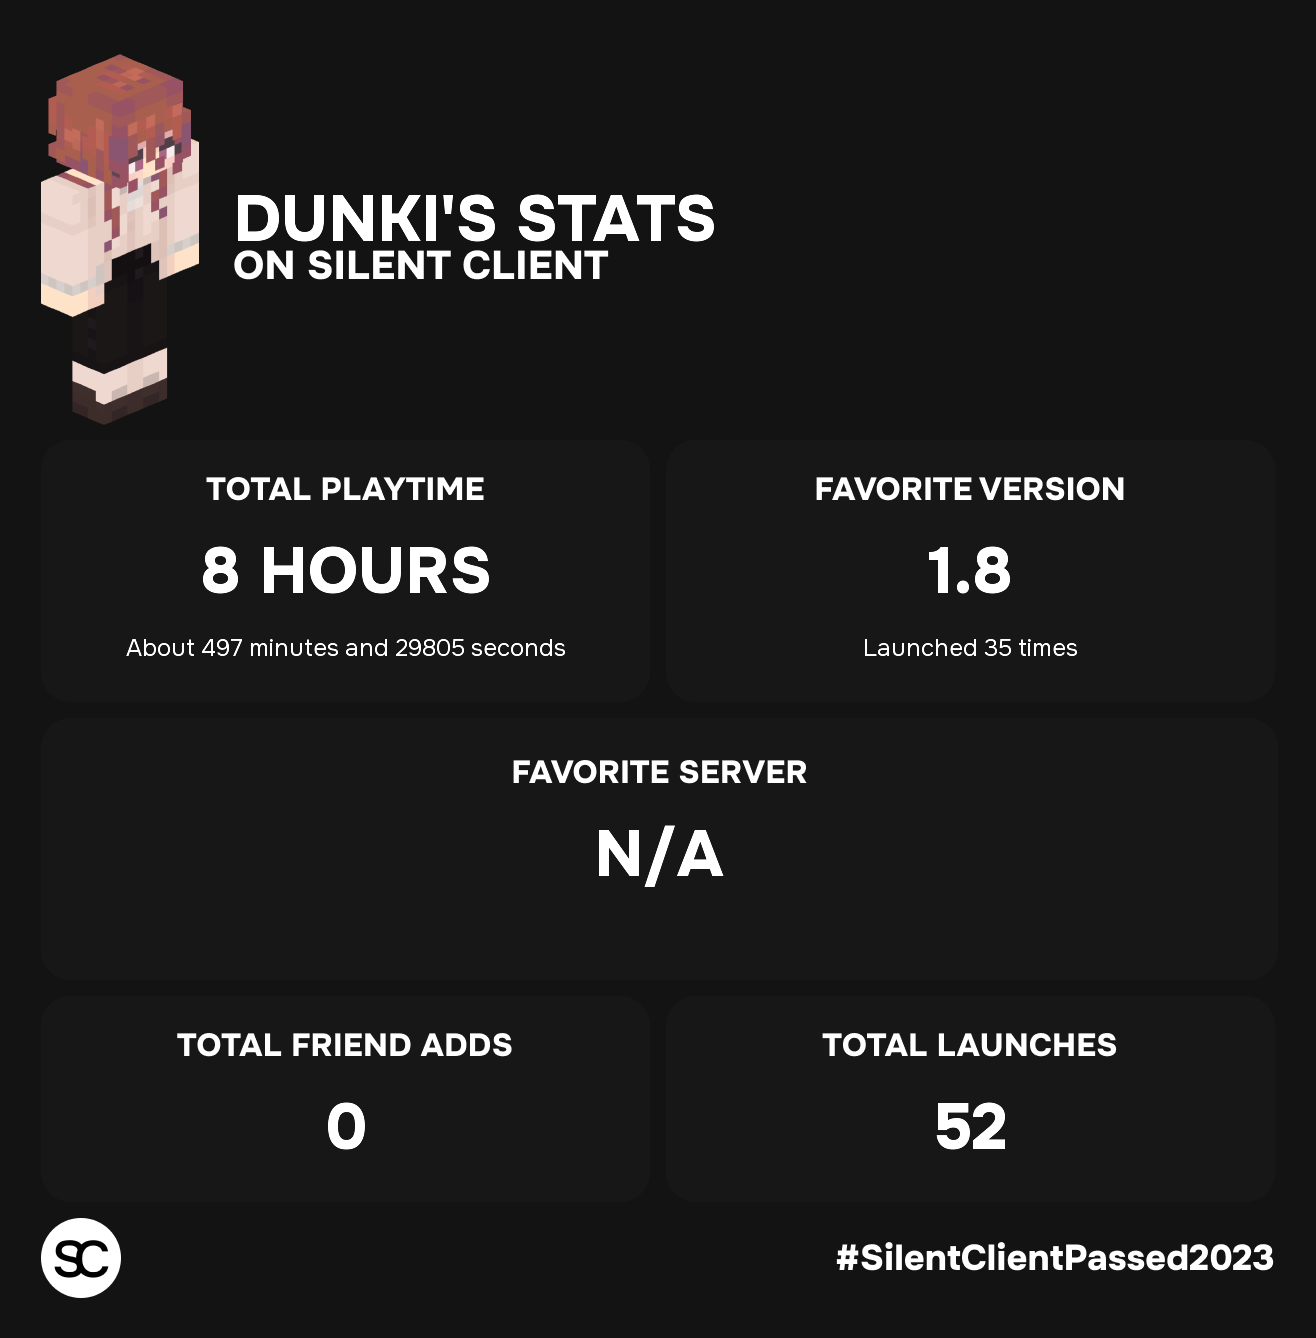 DUNKI'S STATS
ON SILENT CLIENT
TOTAL PLAYTIME
8 HOURS
About 497 minutes and 29805 seconds
FAVORITE VERSION
1.8
Launched 35 times
FAVORITE SERVER
N/A
TOTAL FRIEND ADDS
0
TOTAL LAUNCHES
52
SC
#SilentClientPassed2023